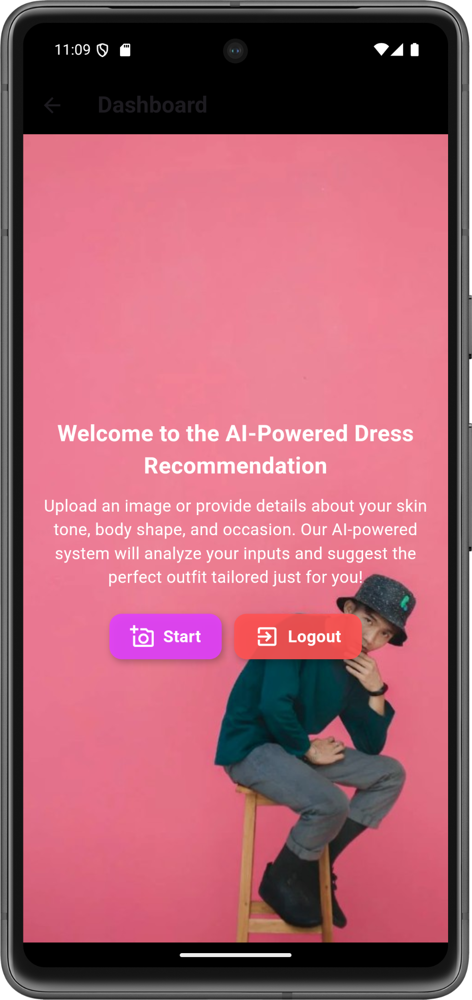 11:09
Dashboard
Welcome to the AI-Powered Dress
Recommendation
Upload an image or provide details about your skin
tone, body shape, and occasion. Our AI-powered
system will analyze your inputs and suggest the
perfect outfit tailored just for you!
Start
Logout